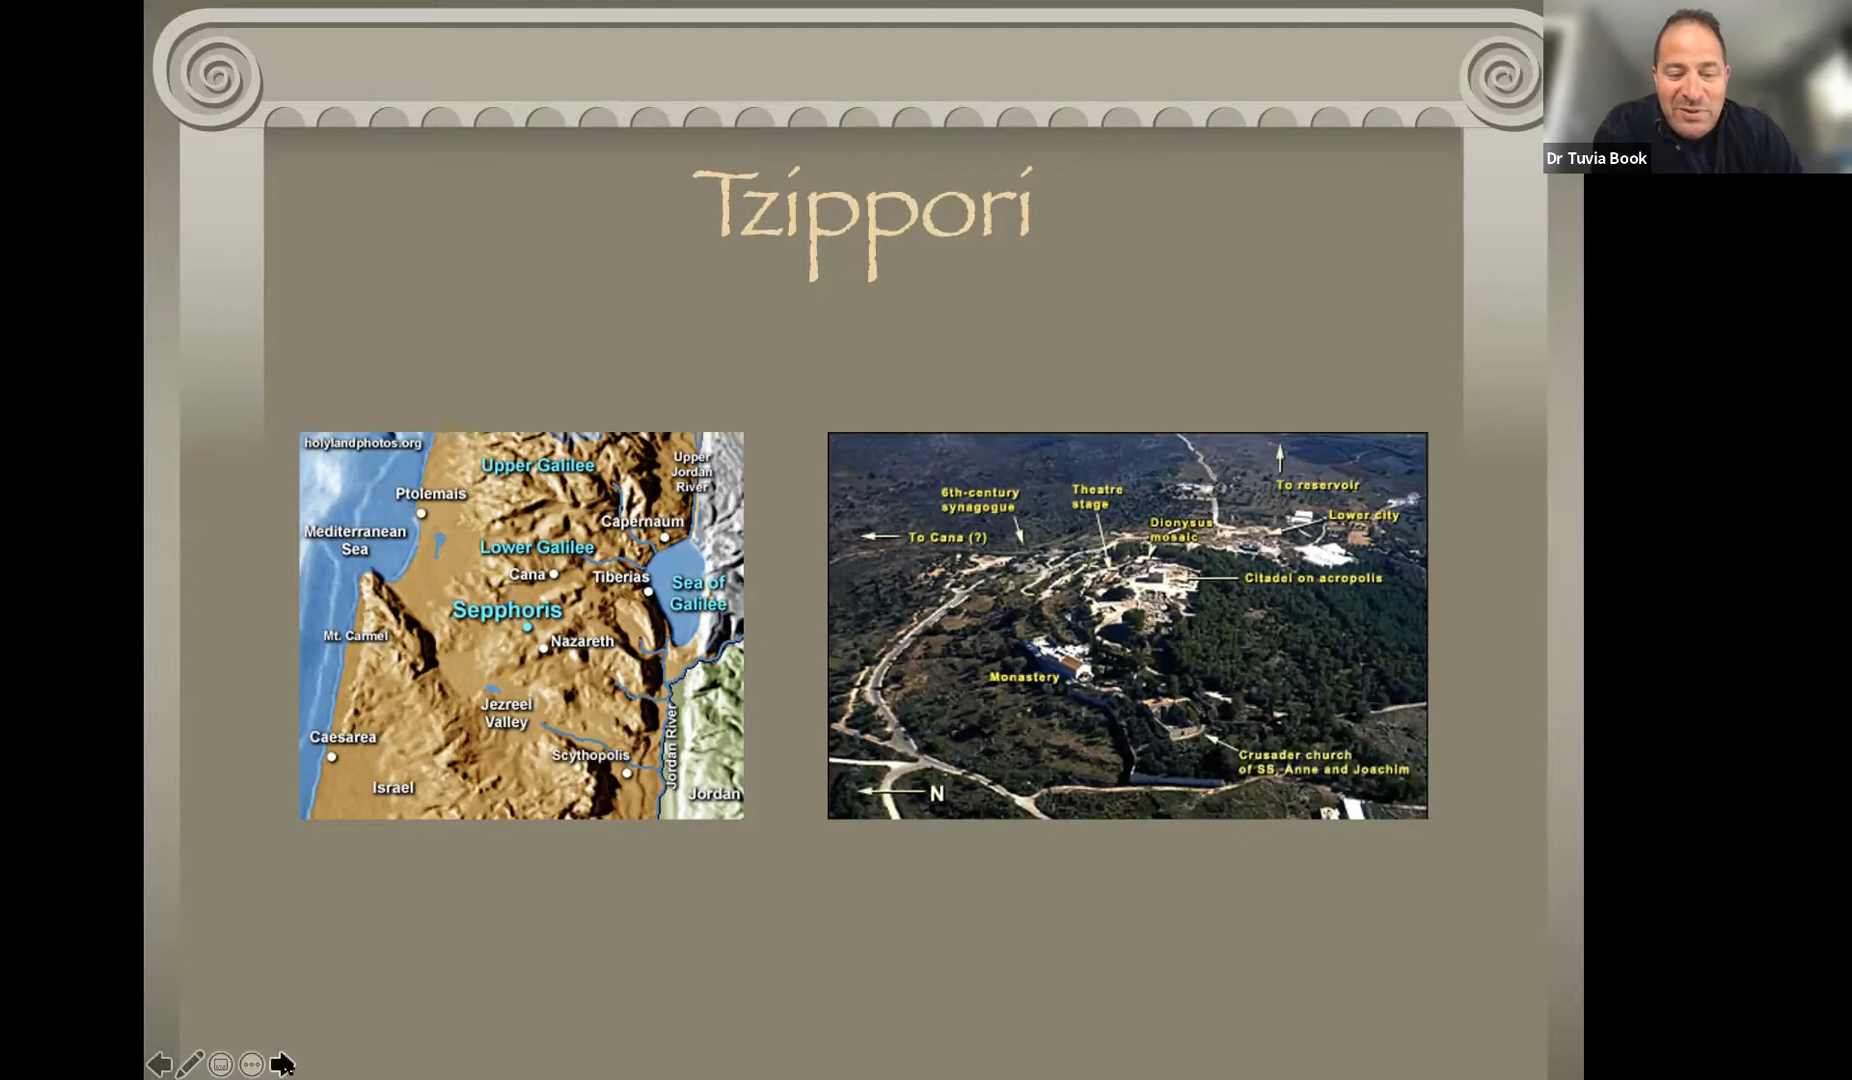 Dr Tuvia Book
Tzippori
holylandphotos.org
Upper Galilee
Upper
Jordan
River
Ptolemais
Capernaum
Mediterranean
Sea
Lower Galilee
Cana
Tiberias
Sea of
Galilee
Sepphoris
Mt. Carmel
Nazareth
Jezreel
Valley
Jordan River
Caesarea
Scythopolis
Israel
Jordan
To reservoir
6th-century
synagogue
Theatre
stage
Lower city
Dionysus
mosaic
To Cana (?)
Citadel on acropolis
Monastery
Crusader church
of SS. Anne and Joachim
N